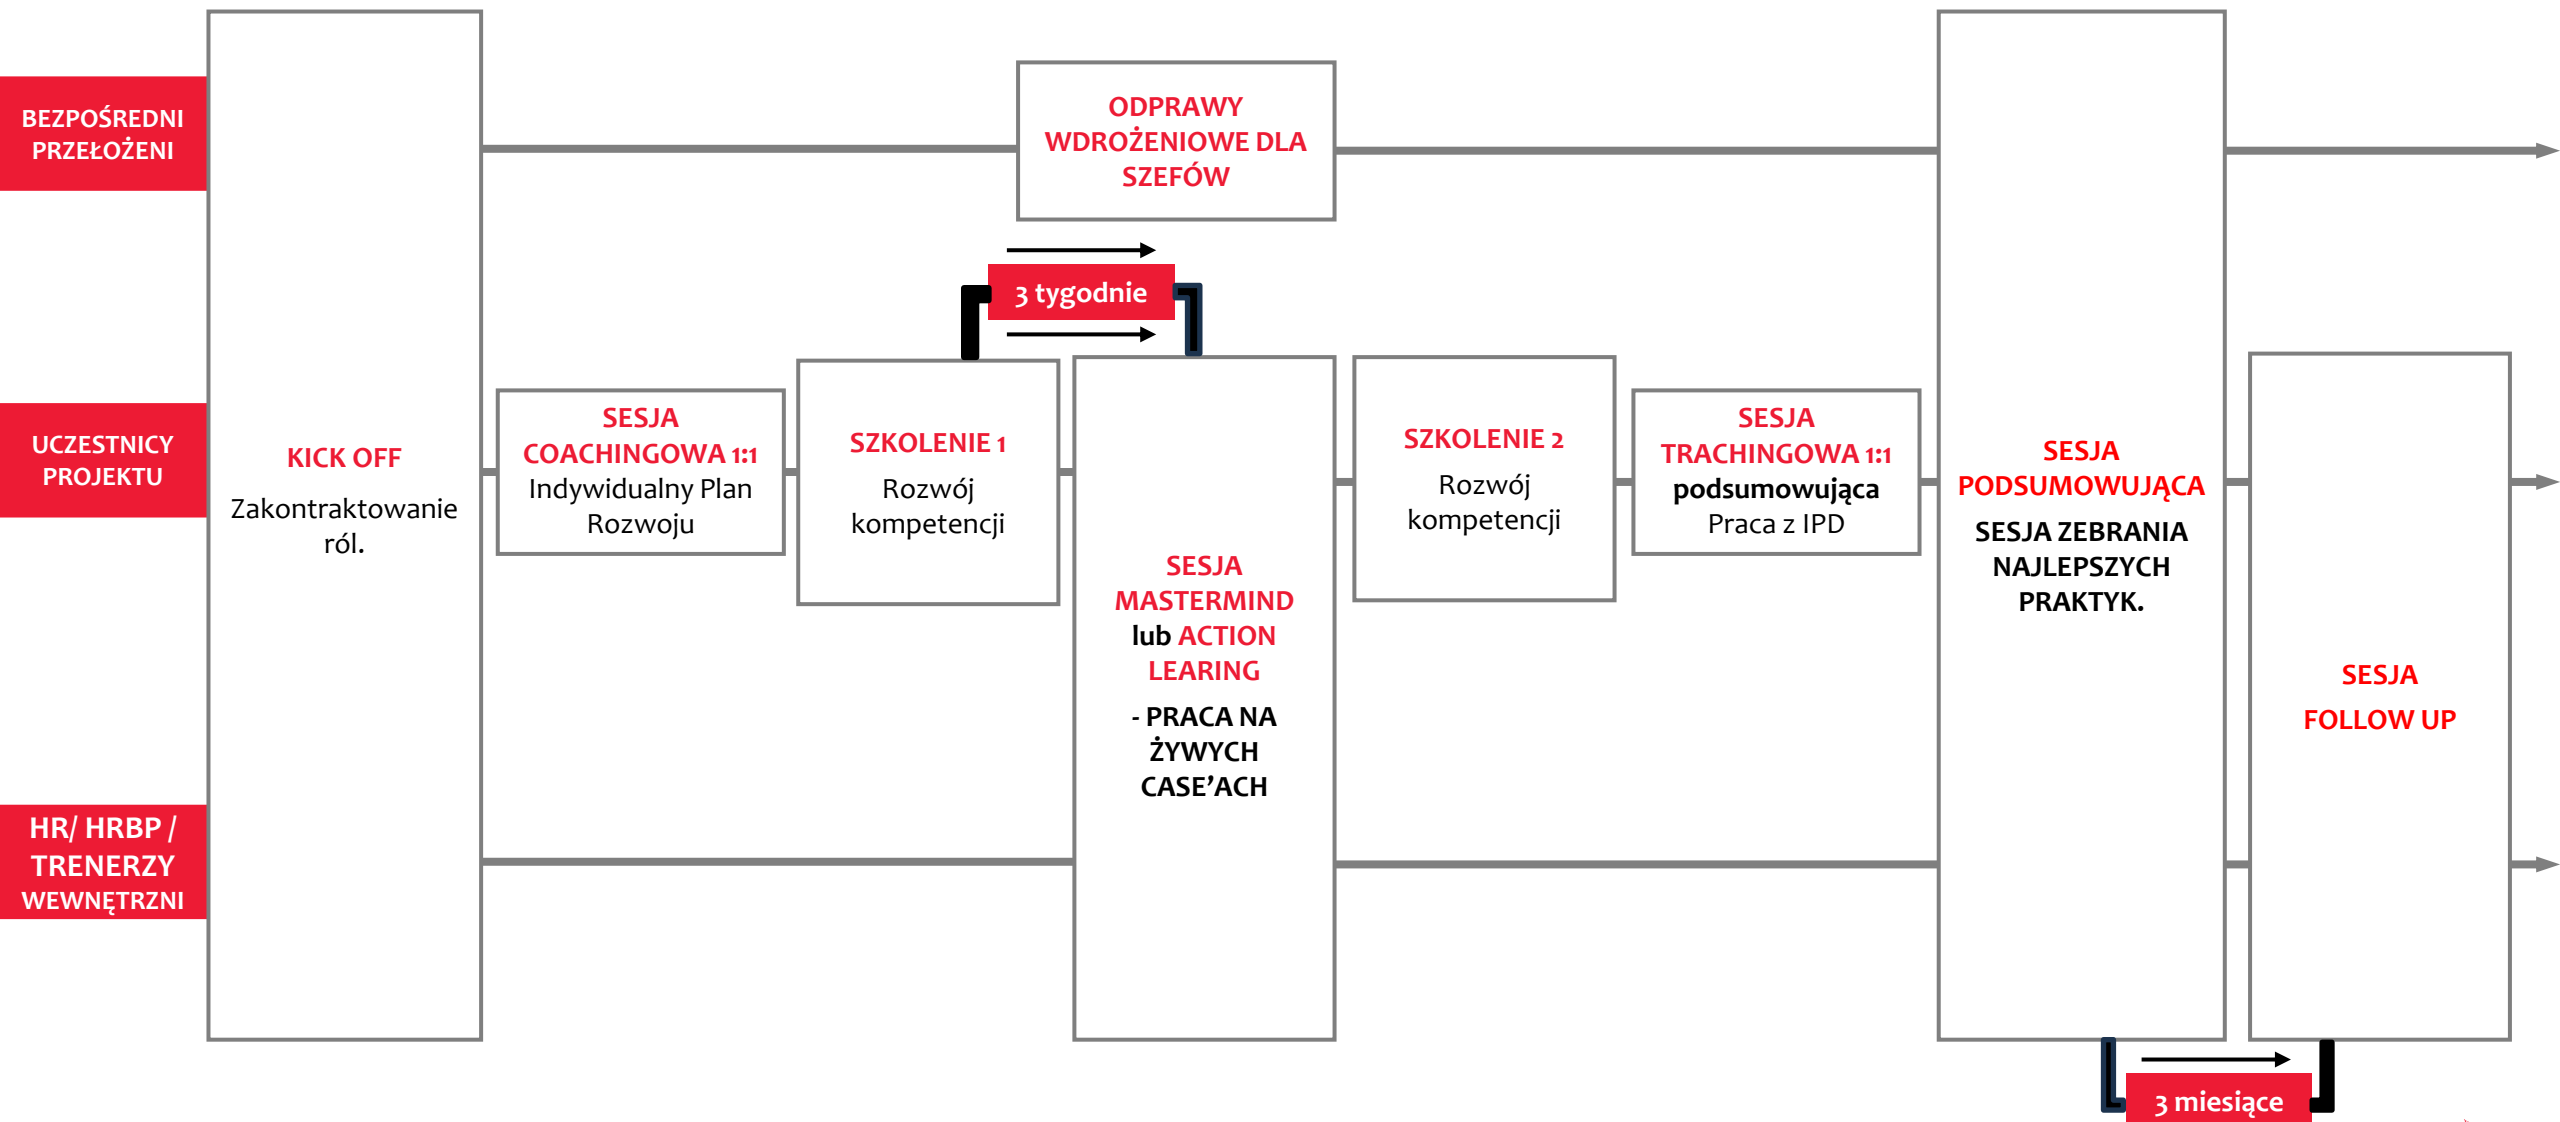 BEZPOŚREDNI
PRZEŁOŻENI
ODPRAWY
WDROŻENIOWE DLA
SZEFÓW
3 tygodnie
UCZESTNICY
PROJEKTU
KICK OFF
Zakontraktowanie
ról.
SESJA
COACHINGOWA 1:1
Indywidualny Plan
Rozwoju
SZKOLENIE 1
Rozwój
kompetencji
SESJA
MASTERMIND
lub ACTION
LEARING
- PRACA NA
ŻYWYCH
CASE’ACH
SZKOLENIE 2
Rozwój
kompetencji
SESJA
TRACHINGOWA 1:1
podsumowująca
Praca z IPD
SESJA
PODSUMOWUJĄCA
SESJA ZEBRANIA
NAJLEPSZYCH
PRAKTYK.
SESJA
FOLLOW UP
HR/ HRBP /
TRENERZY
WEWNĘTRZNI
3 miesiące